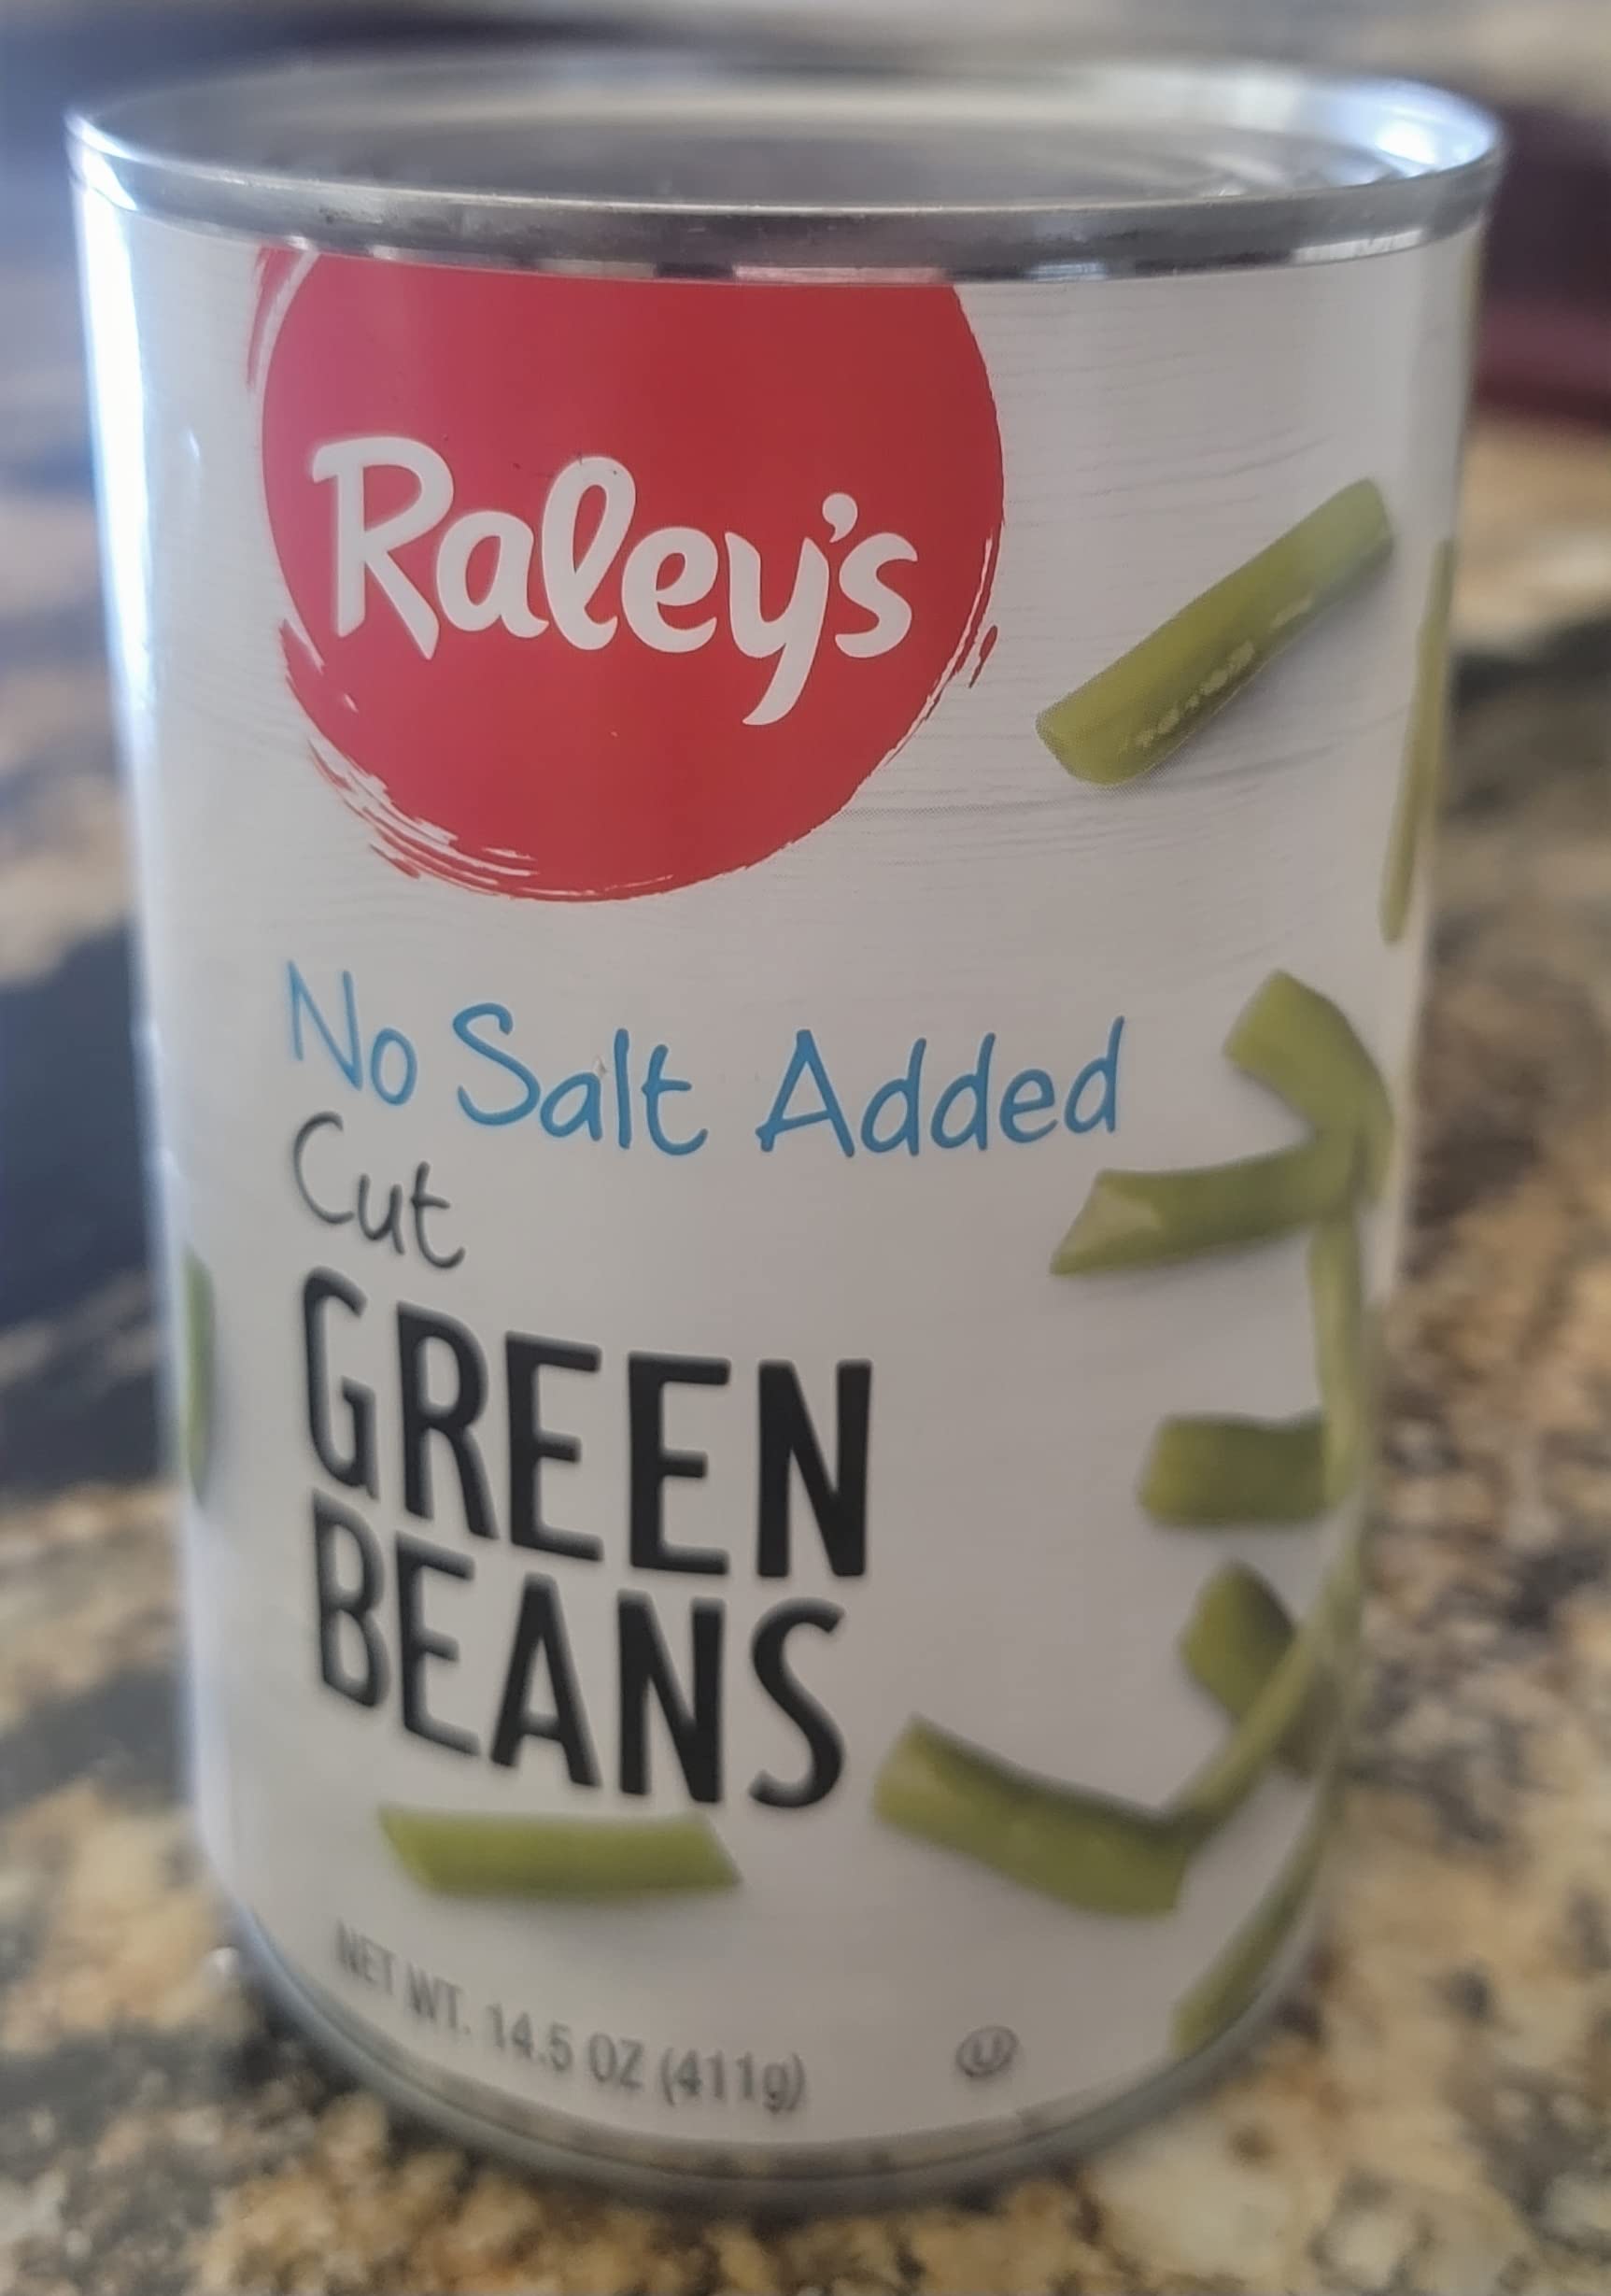 Raley's
No Salt Added
Cut
GREEN
BEANS
NET WT. 14.5 OZ (411g)
U